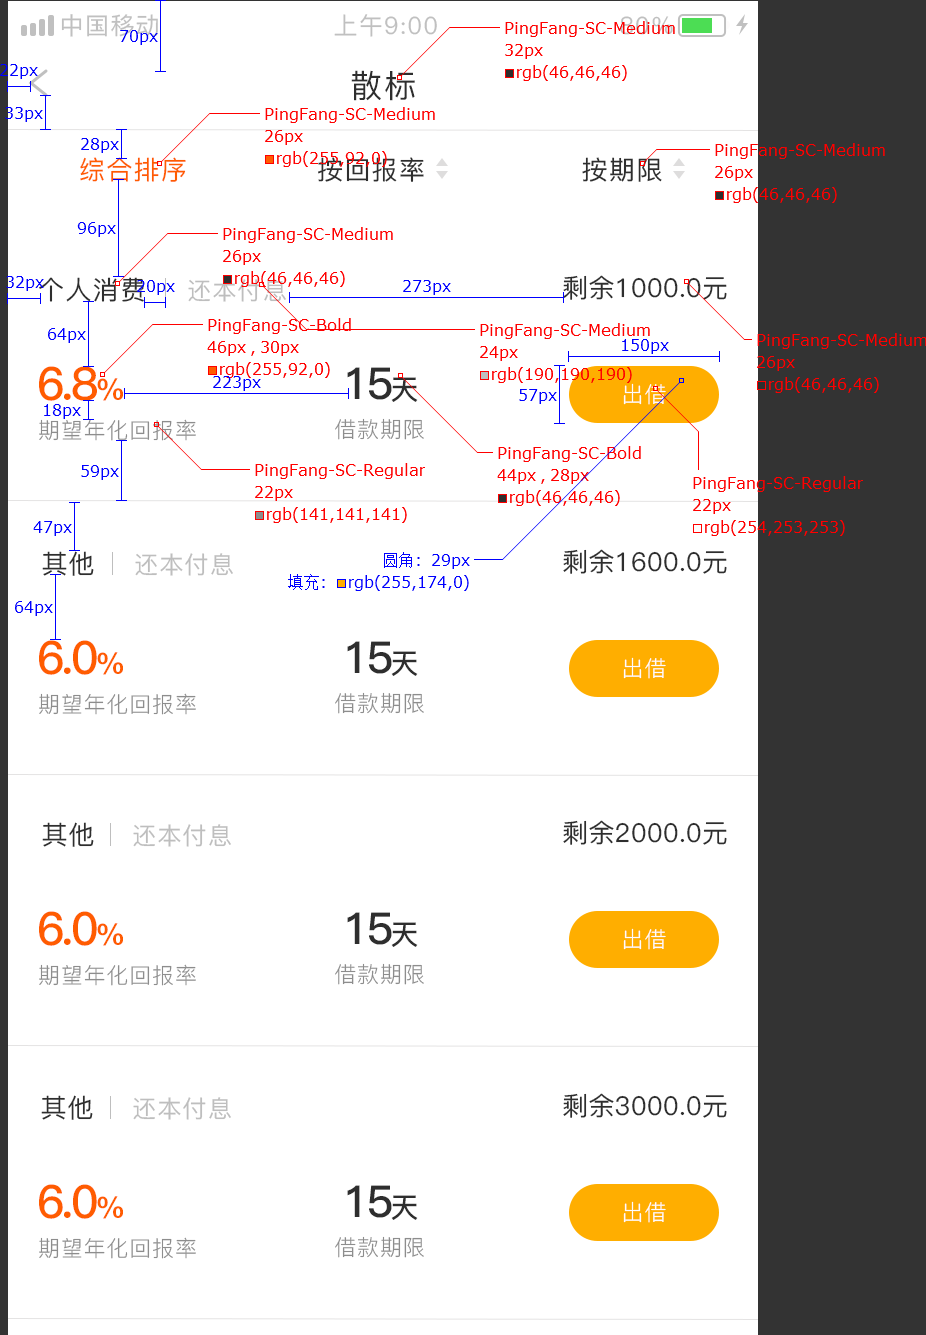 中国移动
上午9:00
80%
70px
PingFang-SC-Medium
32px
rgb(46,46,46)
22px
散标
33px
PingFang-SC-Medium
26px
rgb(255,92,0)
28px
综合排序
按回报率
按期限
PingFang-SC-Medium
26px
rgb(46,46,46)
96px
PingFang-SC-Medium
26px
rgb(46,46,46)
32px
个人消费
20px
还本付息
273px
剩余1000.0元
64px
PingFang-SC-Bold
46px , 30px
rgb(255,92,0)
PingFang-SC-Medium
24px
rgb(190,190,190)
150px
PingFang-SC-Medium
26px
rgb(46,46,46)
6.8%
223px
15天
57px
出借
18px
期望年化回报率
借款期限
59px
PingFang-SC-Regular
22px
rgb(141,141,141)
PingFang-SC-Bold
44px , 28px
rgb(46,46,46)
PingFang-SC-Regular
22px
rgb(254,253,253)
47px
其他
还本付息
圆角：29px
填充：rgb(255,174,0)
剩余1600.0元
64px
6.0%
15天
出借
期望年化回报率
借款期限
其他
还本付息
剩余2000.0元
6.0%
15天
出借
期望年化回报率
借款期限
其他
还本付息
剩余3000.0元
6.0%
15天
出借
期望年化回报率
借款期限